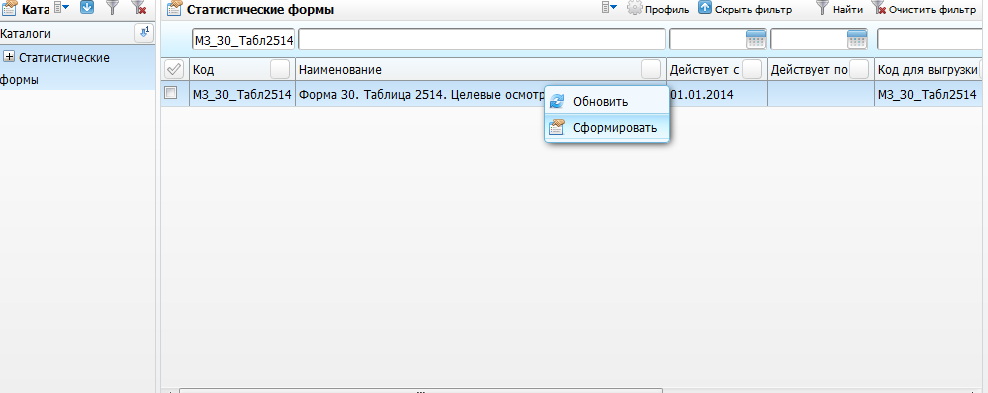 Ката
Каталоги
Статистические
формы
Статистические формы
Профиль Скрыть фильтр Найти Очистить фильтр
МЗ_30_Табл2514
Код Наименование Действует с Действует по Код для выгрузки
МЗ_30_Табл2514 Форма 30. Таблица 2514. Целевые осмотр 01.01.2014 МЗ_30_Табл2514
Обновить
Сформировать